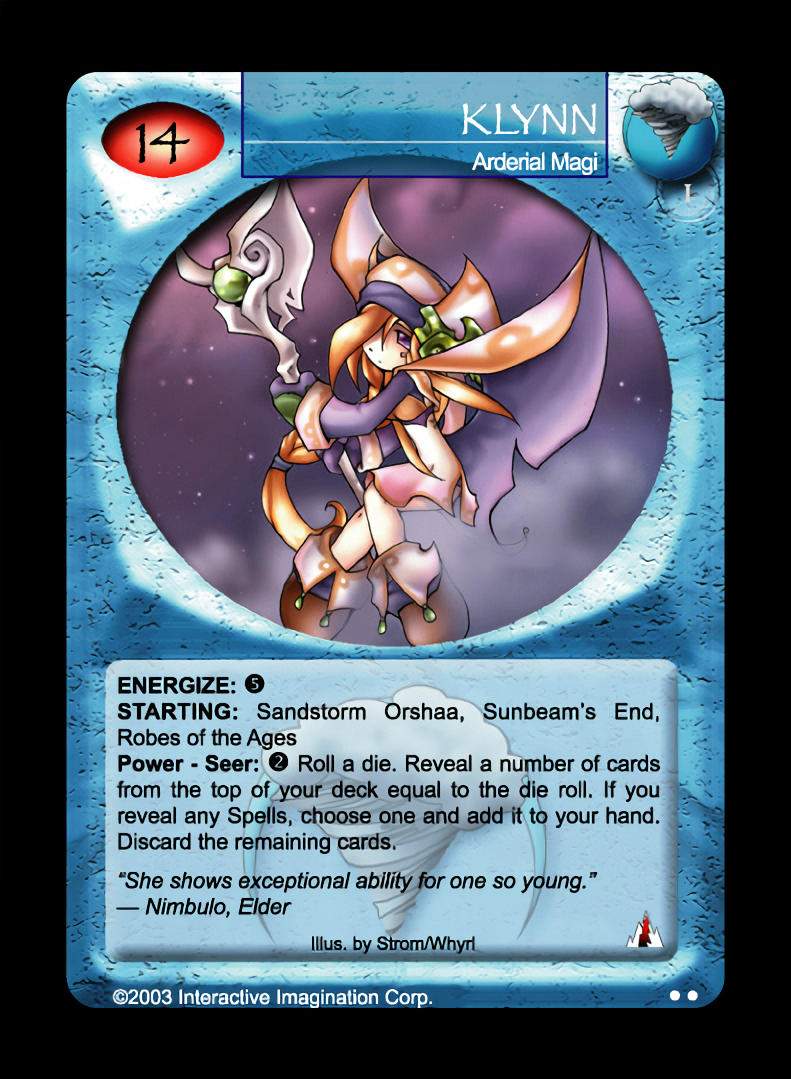 14
KLYNN
Arderial Magi
I
ENERGIZE: ❺
STARTING: Sandstorm Orshaa, Sunbeam's End,
Robes of the Ages
Power - Seer: ❷ Roll a die. Reveal a number of cards
from the top of your deck equal to the die roll. If you
reveal any Spells, choose one and add it to your hand.
Discard the remaining cards.
“She shows exceptional ability for one so young.”
— Nimbulo, Elder
Illus. by Strom/Whyrl
©2003 Interactive Imagination Corp.